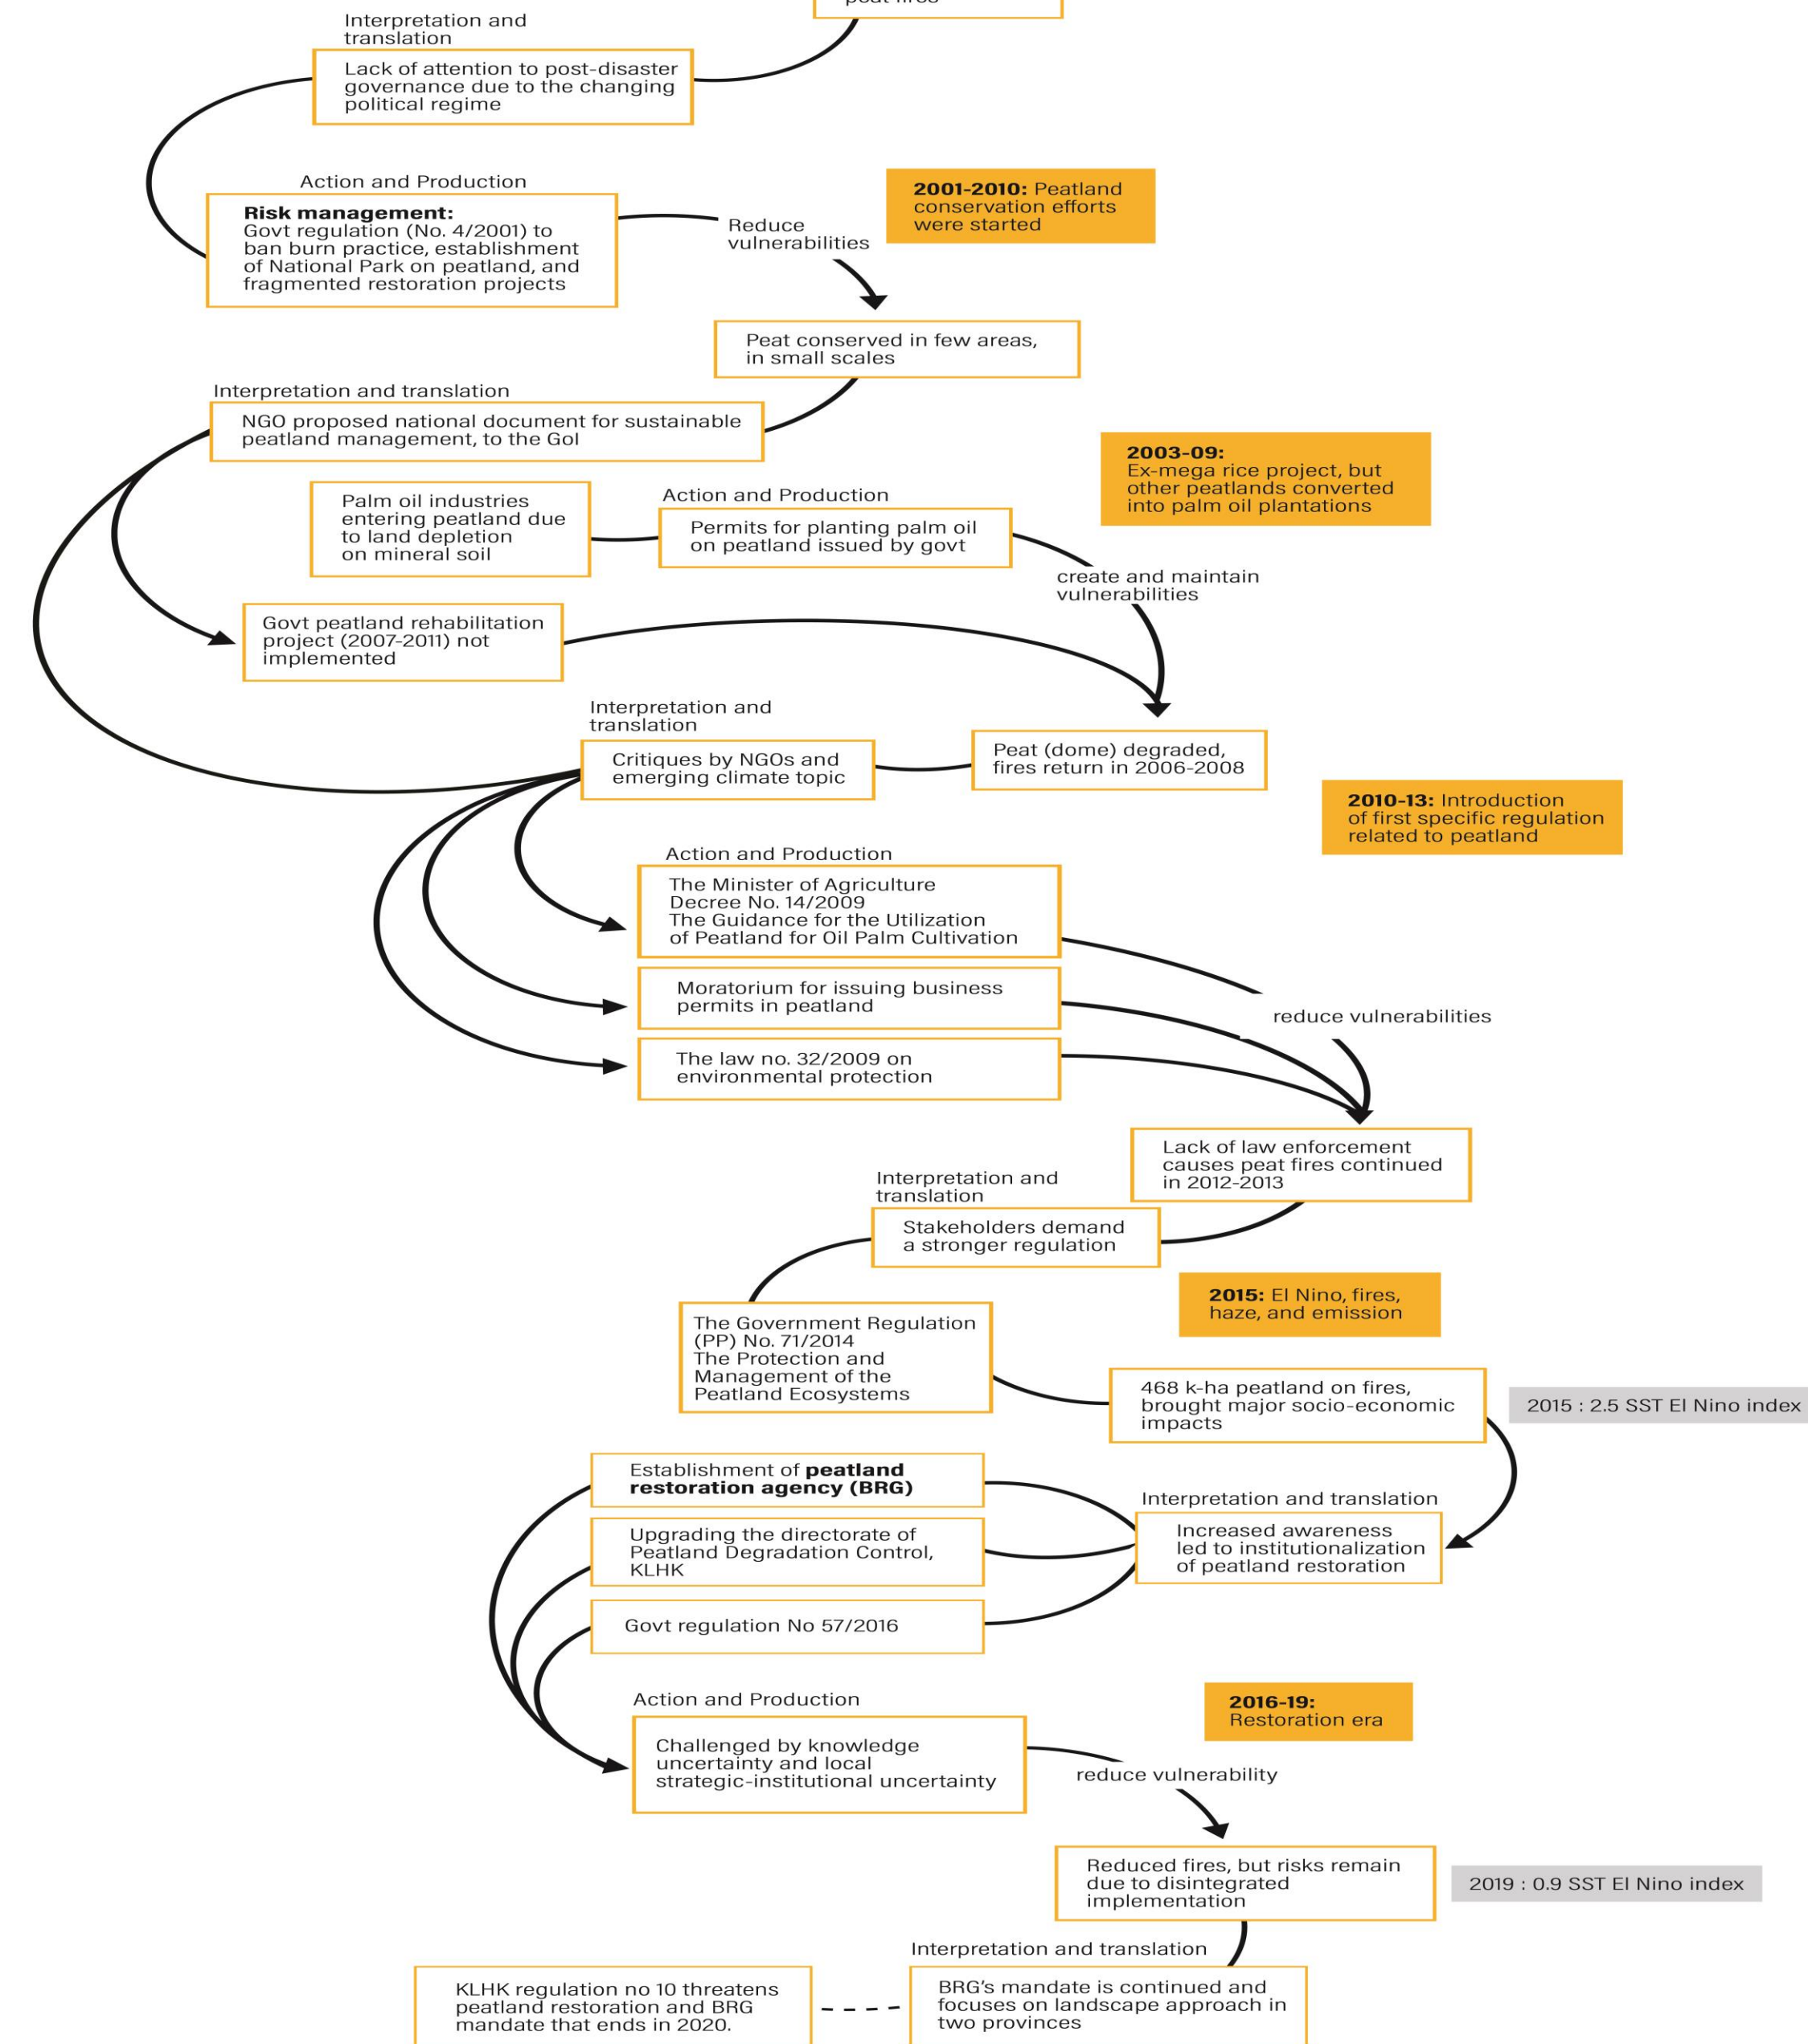 peat fires
Interpretation and
translation
Lack of attention to post-disaster
governance due to the changing
political regime
Action and Production
Risk management:
Govt regulation (No. 4/2001) to
ban burn practice, establishment
of National Park on peatland, and
fragmented restoration projects
Reduce
vulnerabilities
2001-2010: Peatland
conservation efforts
were started
Peat conserved in few areas,
in small scales
Interpretation and translation
NGO proposed national document for sustainable
peatland management, to the GoI
2003-09:
Ex-mega rice project, but
other peatlands converted
into palm oil plantations
Palm oil industries
entering peatland due
to land depletion
on mineral soil
Action and Production
Permits for planting palm oil
on peatland issued by govt
create and maintain
vulnerabilities
Govt peatland rehabilitation
project (2007-2011) not
implemented
Interpretation and
translation
Critiques by NGOs and
emerging climate topic
Peat (dome) degraded,
fires return in 2006-2008
2010-13: Introduction
of first specific regulation
related to peatland
Action and Production
The Minister of Agriculture
Decree No. 14/2009
The Guidance for the Utilization
of Peatland for Oil Palm Cultivation
Moratorium for issuing business
permits in peatland
reduce vulnerabilities
The law no. 32/2009 on
environmental protection
Lack of law enforcement
causes peat fires continued
in 2012-2013
Interpretation and
translation
Stakeholders demand
a stronger regulation
2015: El Nino, fires,
haze, and emission
The Government Regulation
(PP) No. 71/2014
The Protection and
Management of the
Peatland Ecosystems
468 k-ha peatland on fires,
brought major socio-economic
impacts
2015 : 2.5 SST El Nino index
Establishment of peatland
restoration agency (BRG)
Interpretation and translation
Increased awareness
led to institutionalization
of peatland restoration
Upgrading the directorate of
Peatland Degradation Control,
KLHK
Govt regulation No 57/2016
Action and Production
Challenged by knowledge
uncertainty and local
strategic-institutional uncertainty
2016-19:
Restoration era
reduce vulnerability
Reduced fires, but risks remain
due to disintegrated
implementation
2019 : 0.9 SST El Nino index
Interpretation and translation
BRG's mandate is continued and
focuses on landscape approach in
two provinces
KLHK regulation no 10 threatens
peatland restoration and BRG
mandate that ends in 2020.